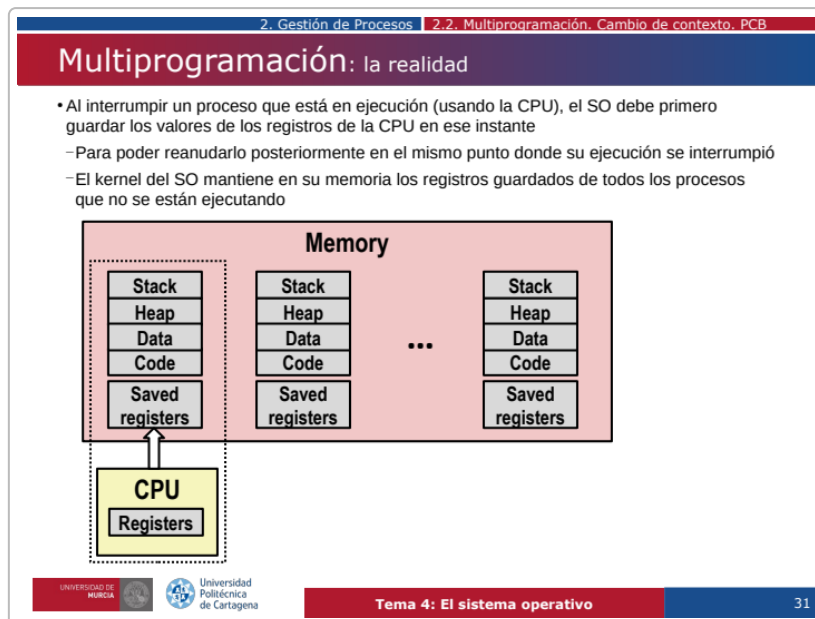 2. Gestión de Procesos 2.2. Multiprogramación. Cambio de contexto. PCB
Multiprogramación: la realidad
• Al interrumpir un proceso que está en ejecución (usando la CPU), el SO debe primero
guardar los valores de los registros de la CPU en ese instante
–Para poder reanudarlo posteriormente en el mismo punto donde su ejecución se interrumpió
–El kernel del SO mantiene en su memoria los registros guardados de todos los procesos
que no se están ejecutando
Memory
Stack Stack Stack
Heap Heap Heap
Data Data ... Data
Code Code Code
Saved Saved Saved
registers registers registers
CPU
Registers
UNIVERSIDAD DE
MURCIA
Universidad
Politécnica
de Cartagena
Tema 4: El sistema operativo
31